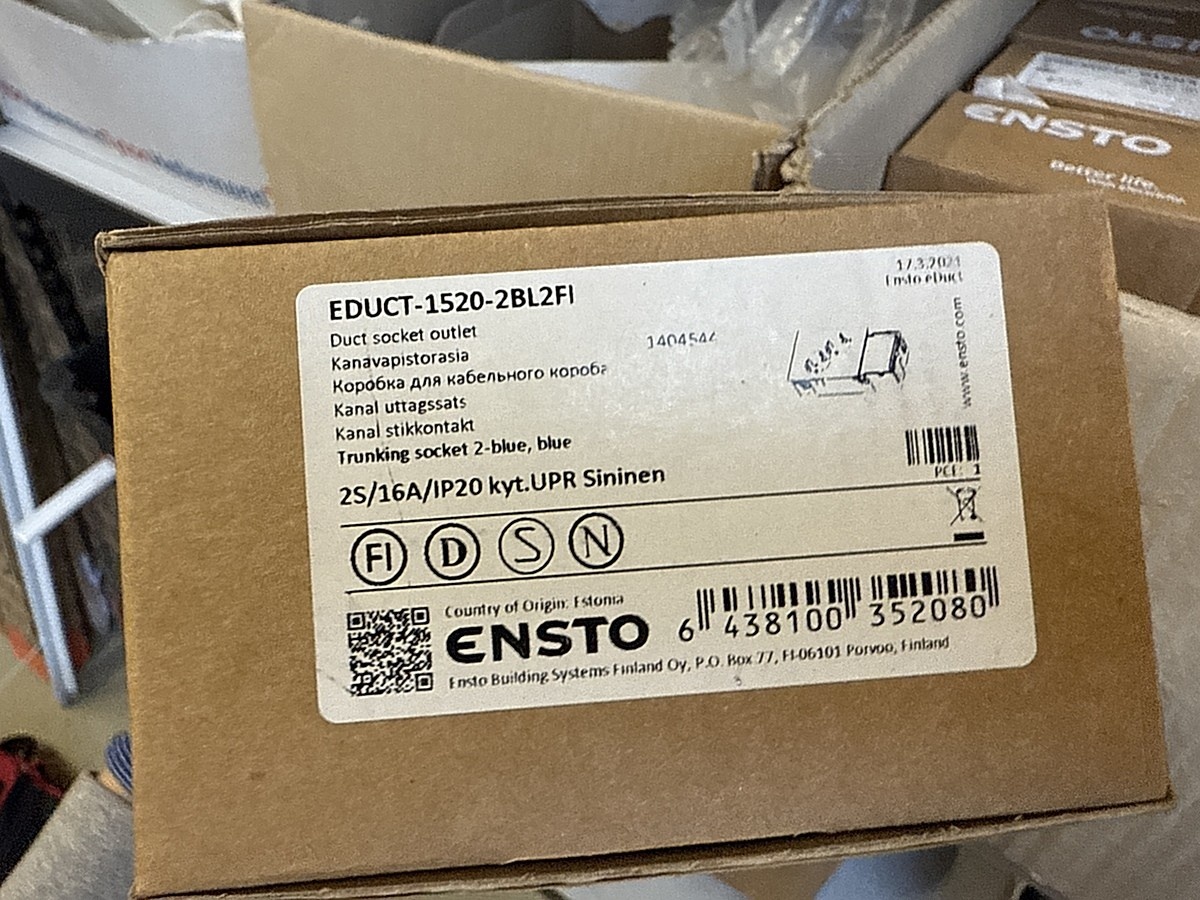 ENSTO
Better life.
17.3.2021
Ensto eDuct
EDUCT-1520-2BL2FI
Duct socket outlet
Kanavapistorasia
1404544
Коробка для кабельного короба
Kanal uttagssats
Kanal stikkontakt
Trunking socket 2-blue, blue
www.ensto.com
PCE: 1
2S/16A/IP20 kyt.UPR Sininen
FI D S N
Country of Origin: Estonia
ENSTO
6 438100 352080
Ensto Building Systems Finland Oy, P.O. Box 77, FI-06101 Porvoo, Finland